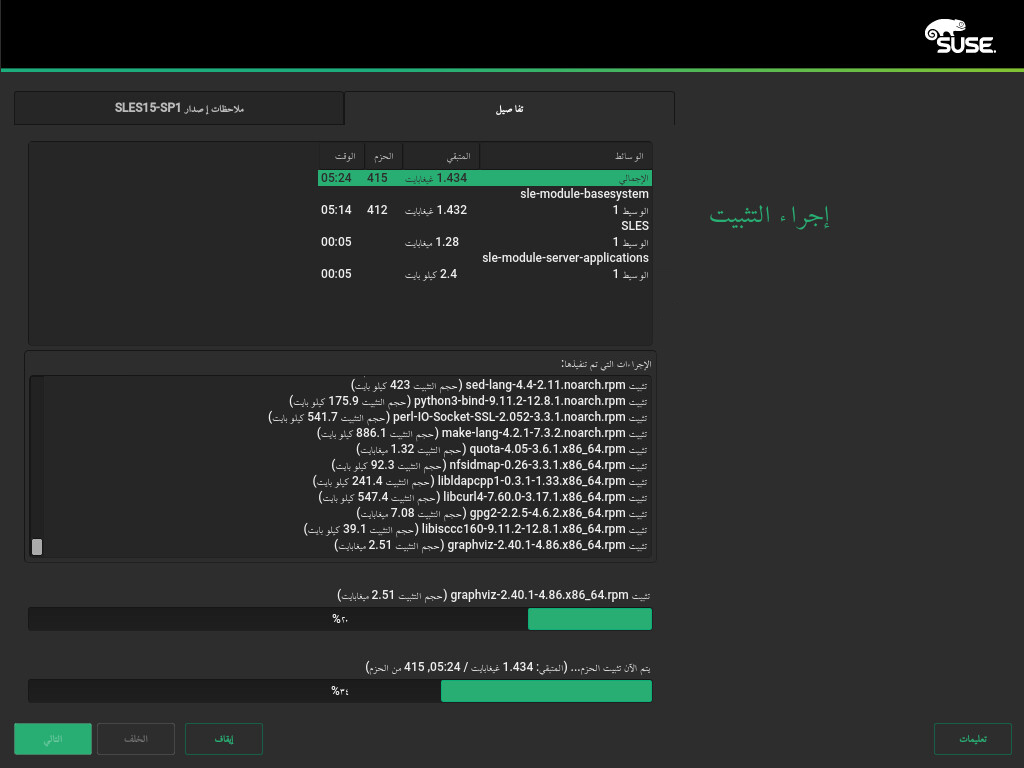 SUSE
تفاصيل
ملاحظات إصدار SLES15-SP1
الوسائط المتبقي الحزم الوقت
الإجمالي 1.434 غيغابايت 415 05:24
sle-module-basesystem
الوسيط 1 1.432 غيغابايت 412 05:14
SLES
الوسيط 1 1.28 ميغابايت 00:05
sle-module-server-applications
الوسيط 1 2.4 كيلو بايت 00:05
إجراء التثبيت
الإجراءات التي تم تنفيذها:
تثبيت sed-lang-4.4-2.11.noarch.rpm (حجم التثبيت 423 كيلو بايت)
تثبيت python3-bind-9.11.2-12.8.1.noarch.rpm (حجم التثبيت 175.9 كيلو بايت)
تثبيت perl-IO-Socket-SSL-2.052-3.3.1.noarch.rpm (حجم التثبيت 541.7 كيلو بايت)
تثبيت make-lang-4.2.1-7.3.2.noarch.rpm (حجم التثبيت 886.1 كيلو بايت)
تثبيت quota-4.05-3.6.1.x86_64.rpm (حجم التثبيت 1.32 ميغابايت)
تثبيت nfsidmap-0.26-3.3.1.x86_64.rpm (حجم التثبيت 92.3 كيلو بايت)
تثبيت libldapcpp1-0.3.1-1.33.x86_64.rpm (حجم التثبيت 241.4 كيلو بايت)
تثبيت libcurl4-7.60.0-3.17.1.x86_64.rpm (حجم التثبيت 547.4 كيلو بايت)
تثبيت gpg2-2.2.5-4.6.2.x86_64.rpm (حجم التثبيت 7.08 ميغابايت)
تثبيت libisccc160-9.11.2-12.8.1.x86_64.rpm (حجم التثبيت 39.1 كيلو بايت)
تثبيت graphviz-2.40.1-4.86.x86_64.rpm (حجم التثبيت 2.51 ميغابايت)
تثبيت graphviz-2.40.1-4.86.x86_64.rpm (حجم التثبيت 2.51 ميغابايت)
%٢٠
يتم الآن تثبيت الحزم... (المتبقي: 1.434 غيغابايت / 05:24, 415 من الحزم)
%٣٤
تعليمات
إيقاف
الخلف
التالي